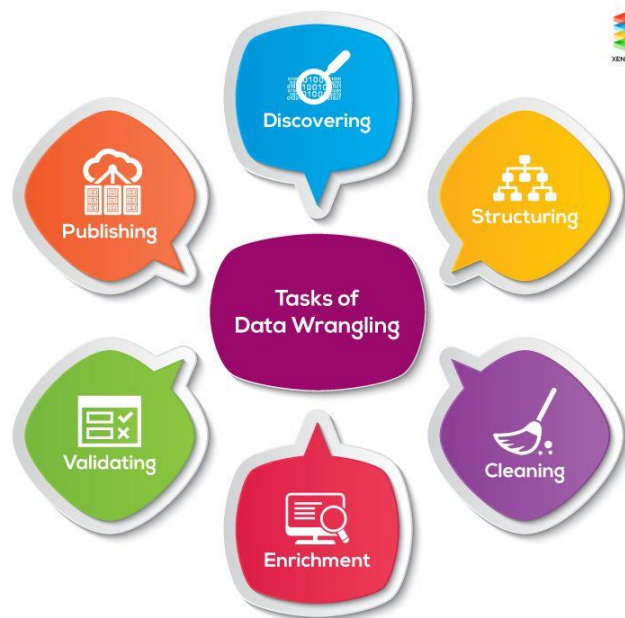 Discovering
Structuring
Publishing
Tasks of
Data Wrangling
Validating
Cleaning
Enrichment